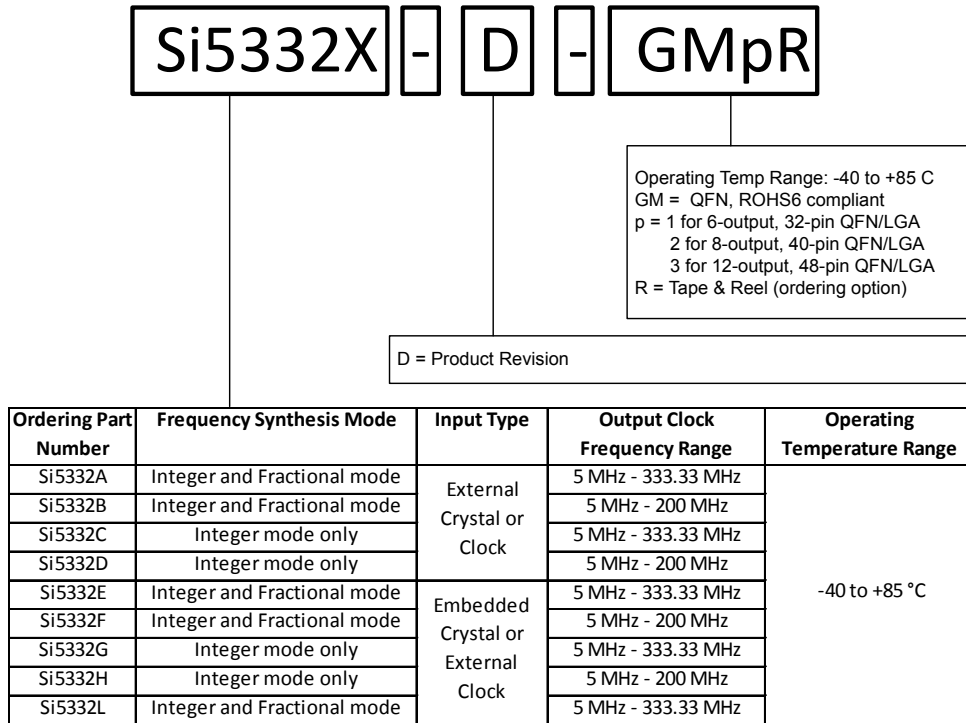 Si5332X - D - GMpR
Operating Temp Range: -40 to +85 C
GM = QFN, ROHS6 compliant
p = 1 for 6-output, 32-pin QFN/LGA
2 for 8-output, 40-pin QFN/LGA
3 for 12-output, 48-pin QFN/LGA
R = Tape & Reel (ordering option)
D = Product Revision
Ordering Part Number Frequency Synthesis Mode Input Type Output Clock Frequency Range Operating Temperature Range
Si5332A Integer and Fractional mode External Crystal or Clock 5 MHz - 333.33 MHz -40 to +85 °C
Si5332B Integer and Fractional mode 5 MHz - 200 MHz
Si5332C Integer mode only 5 MHz - 333.33 MHz
Si5332D Integer mode only 5 MHz - 200 MHz
Si5332E Integer and Fractional mode Embedded Crystal or External Clock 5 MHz - 333.33 MHz
Si5332F Integer and Fractional mode 5 MHz - 200 MHz
Si5332G Integer mode only 5 MHz - 333.33 MHz
Si5332H Integer mode only 5 MHz - 200 MHz
Si5332L Integer and Fractional mode 5 MHz - 333.33 MHz